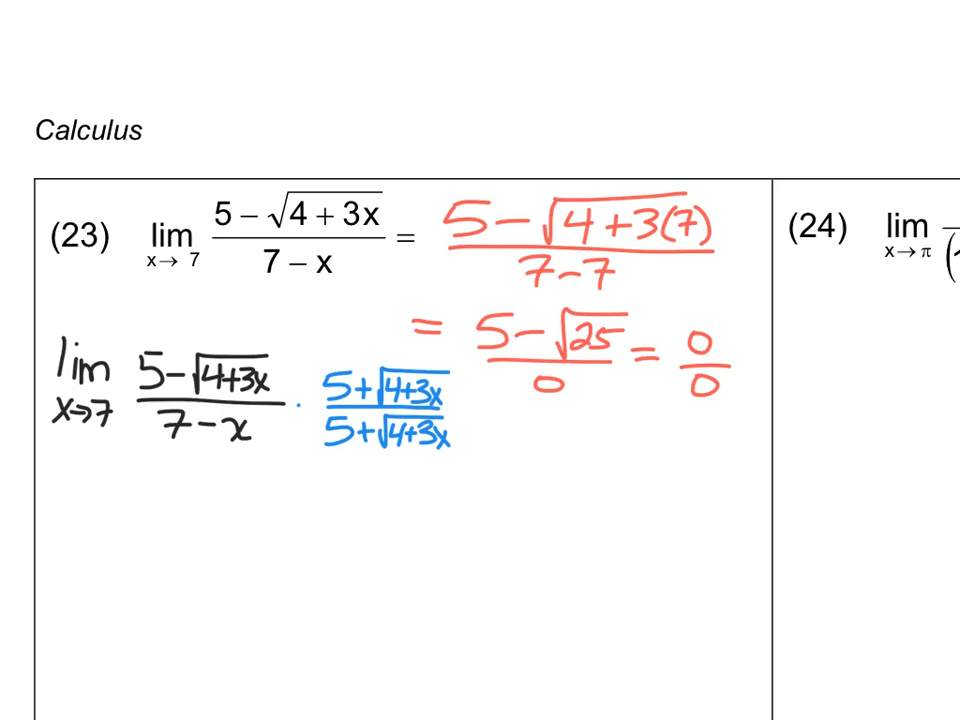 Calculus
(23) lim x→ 7 (5 − √(4 + 3x))/(7 − x) = (5 − √(4 + 3(7)))/(7 − 7)
= (5 − √25)/0 = 0/0
lim x→7 (5 − √(4+3x))/(7 − x) · (5 + √(4+3x))/(5 + √(4+3x))
(24) lim x→ π